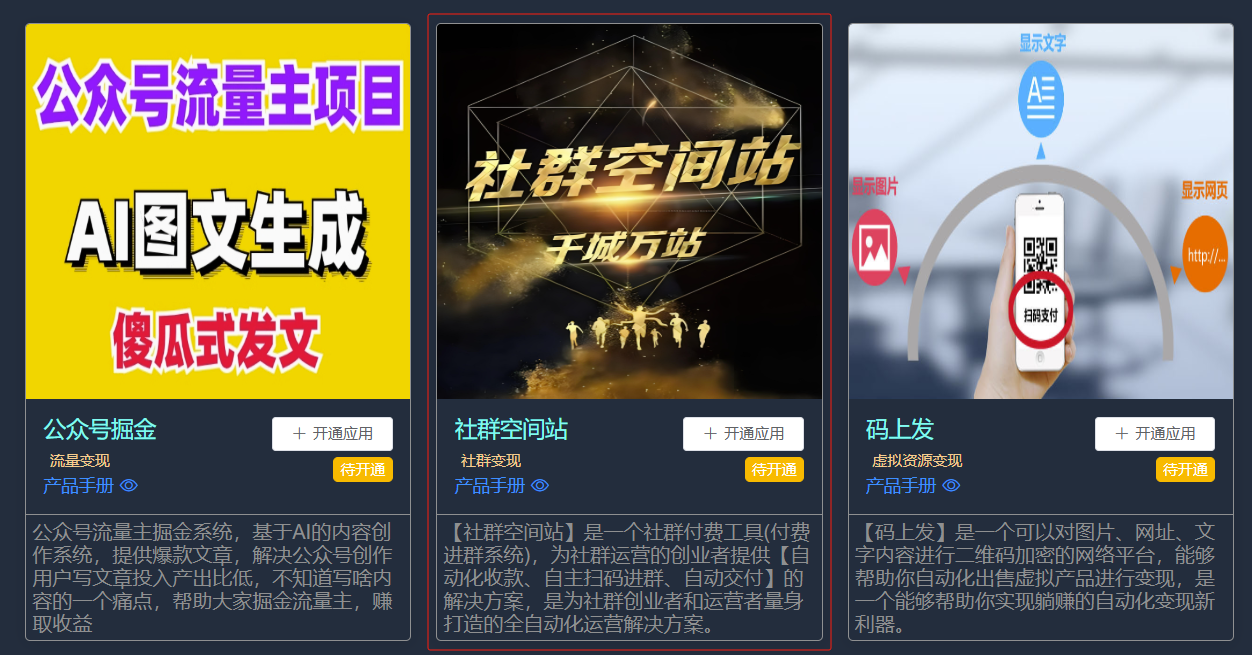 公众号流量主项目
AI图文生成
傻瓜式发文
公众号掘金
开通应用
流量变现
待开通
产品手册
公众号流量主掘金系统，基于AI的内容创
作系统，提供爆款文章，解决公众号创作
用户写文章投入产出比低，不知道写啥内
容的一个痛点，帮助大家掘金流量主，赚
取收益
社群空间站
千城万站
社群空间站
开通应用
社群变现
待开通
产品手册
【社群空间站】是一个社群付费工具(付费
进群系统)，为社群运营的创业者提供【自
动化收款、自主扫码进群、自动交付】的
解决方案，是为社群创业者和运营者量身
打造的全自动化运营解决方案。
显示文字
A
显示图片
显示网页
http://...
扫码支付
码上发
开通应用
虚拟资源变现
待开通
产品手册
【码上发】是一个可以对图片、网址、文
字内容进行二维码加密的网络平台，能够
帮助你自动化出售虚拟产品进行变现，是
一个能够帮助你实现躺赚的自动化变现新
利器。